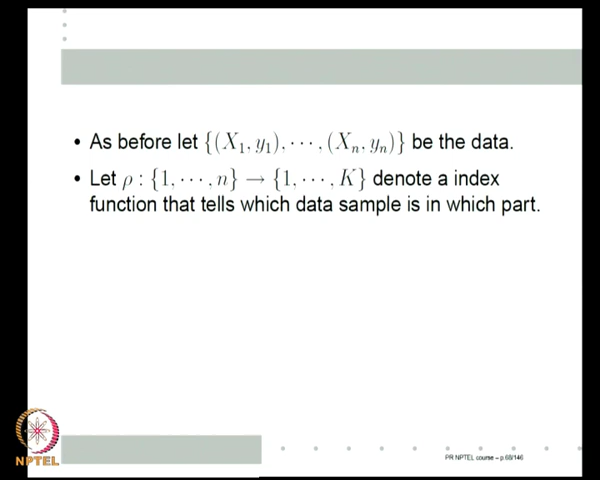 • As before let {(X₁, y₁), ⋯, (Xₙ, yₙ)} be the data.
• Let ρ : {1, ⋯, n} → {1, ⋯, K} denote a index
function that tells which data sample is in which part.
NPTEL
PR NPTEL course – p.68/146